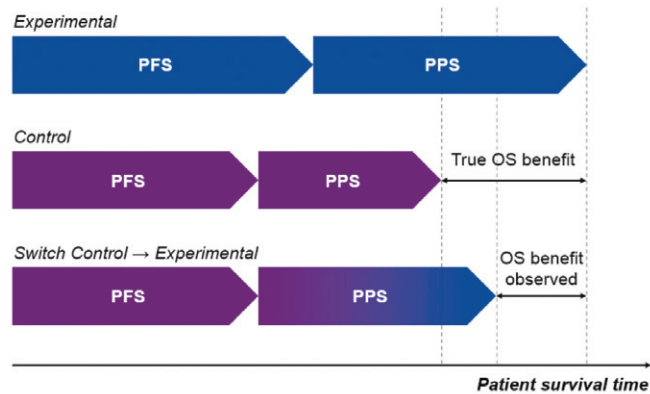 Experimental
PFS
PPS
Control
PFS
PPS
True OS benefit
Switch Control → Experimental
PFS
PPS
OS benefit
observed
Patient survival time